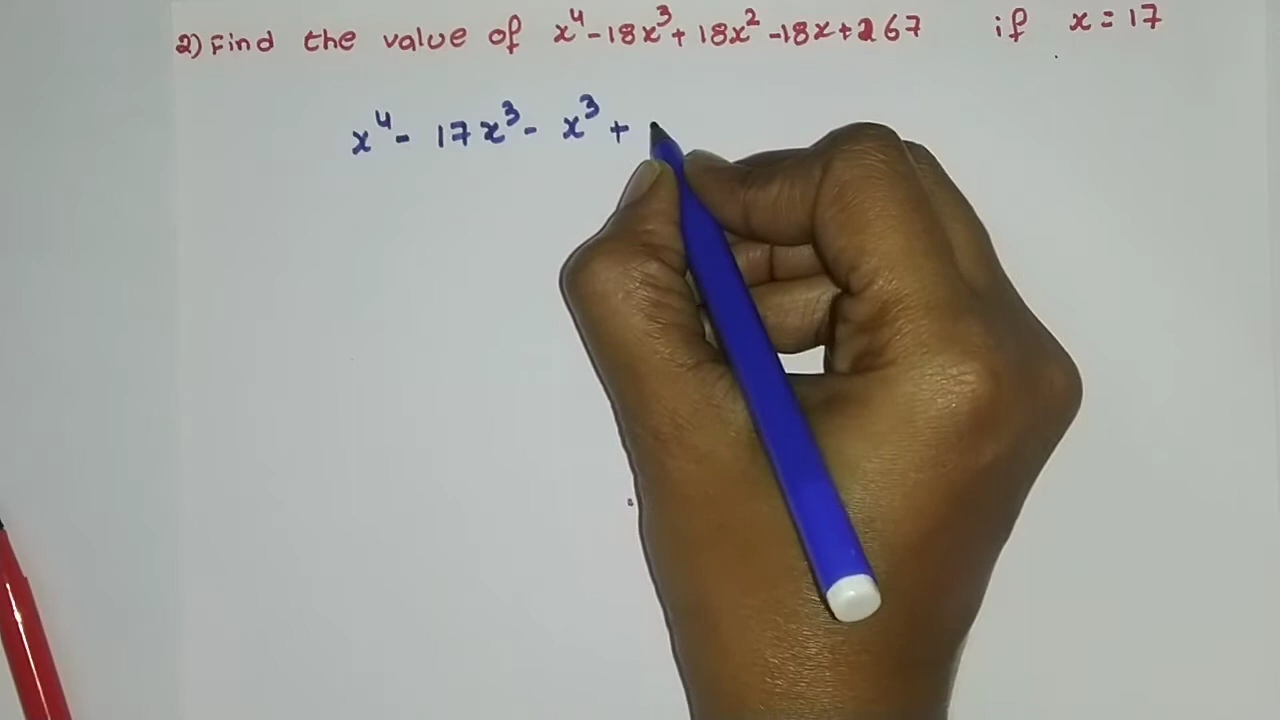 2) Find the value of x⁴-18x³+18x²-18x+267 if x=17
x⁴- 17x³- x³+